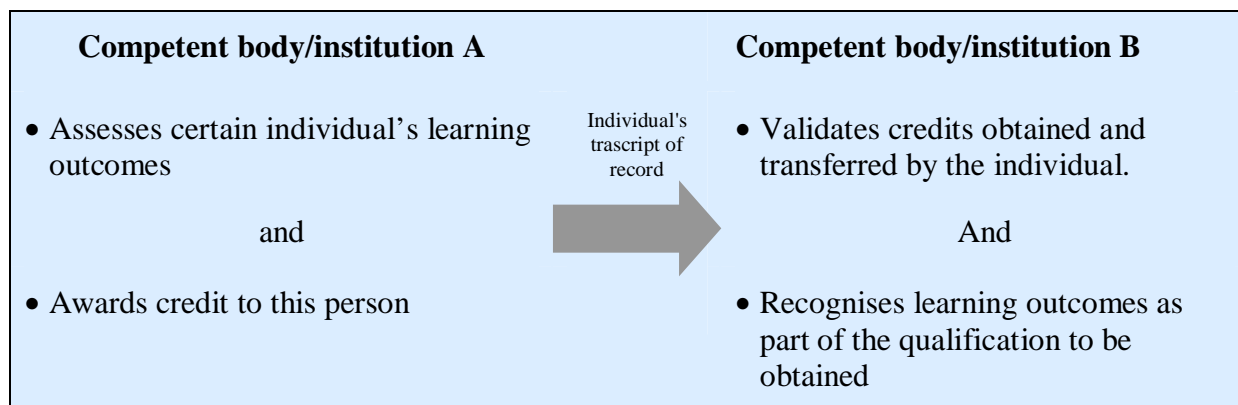 Competent body/institution A
• Assesses certain individual's learning
outcomes
and
• Awards credit to this person
Individual's
trascript of
record
Competent body/institution B
• Validates credits obtained and
transferred by the individual.
And
• Recognises learning outcomes as
part of the qualification to be
obtained